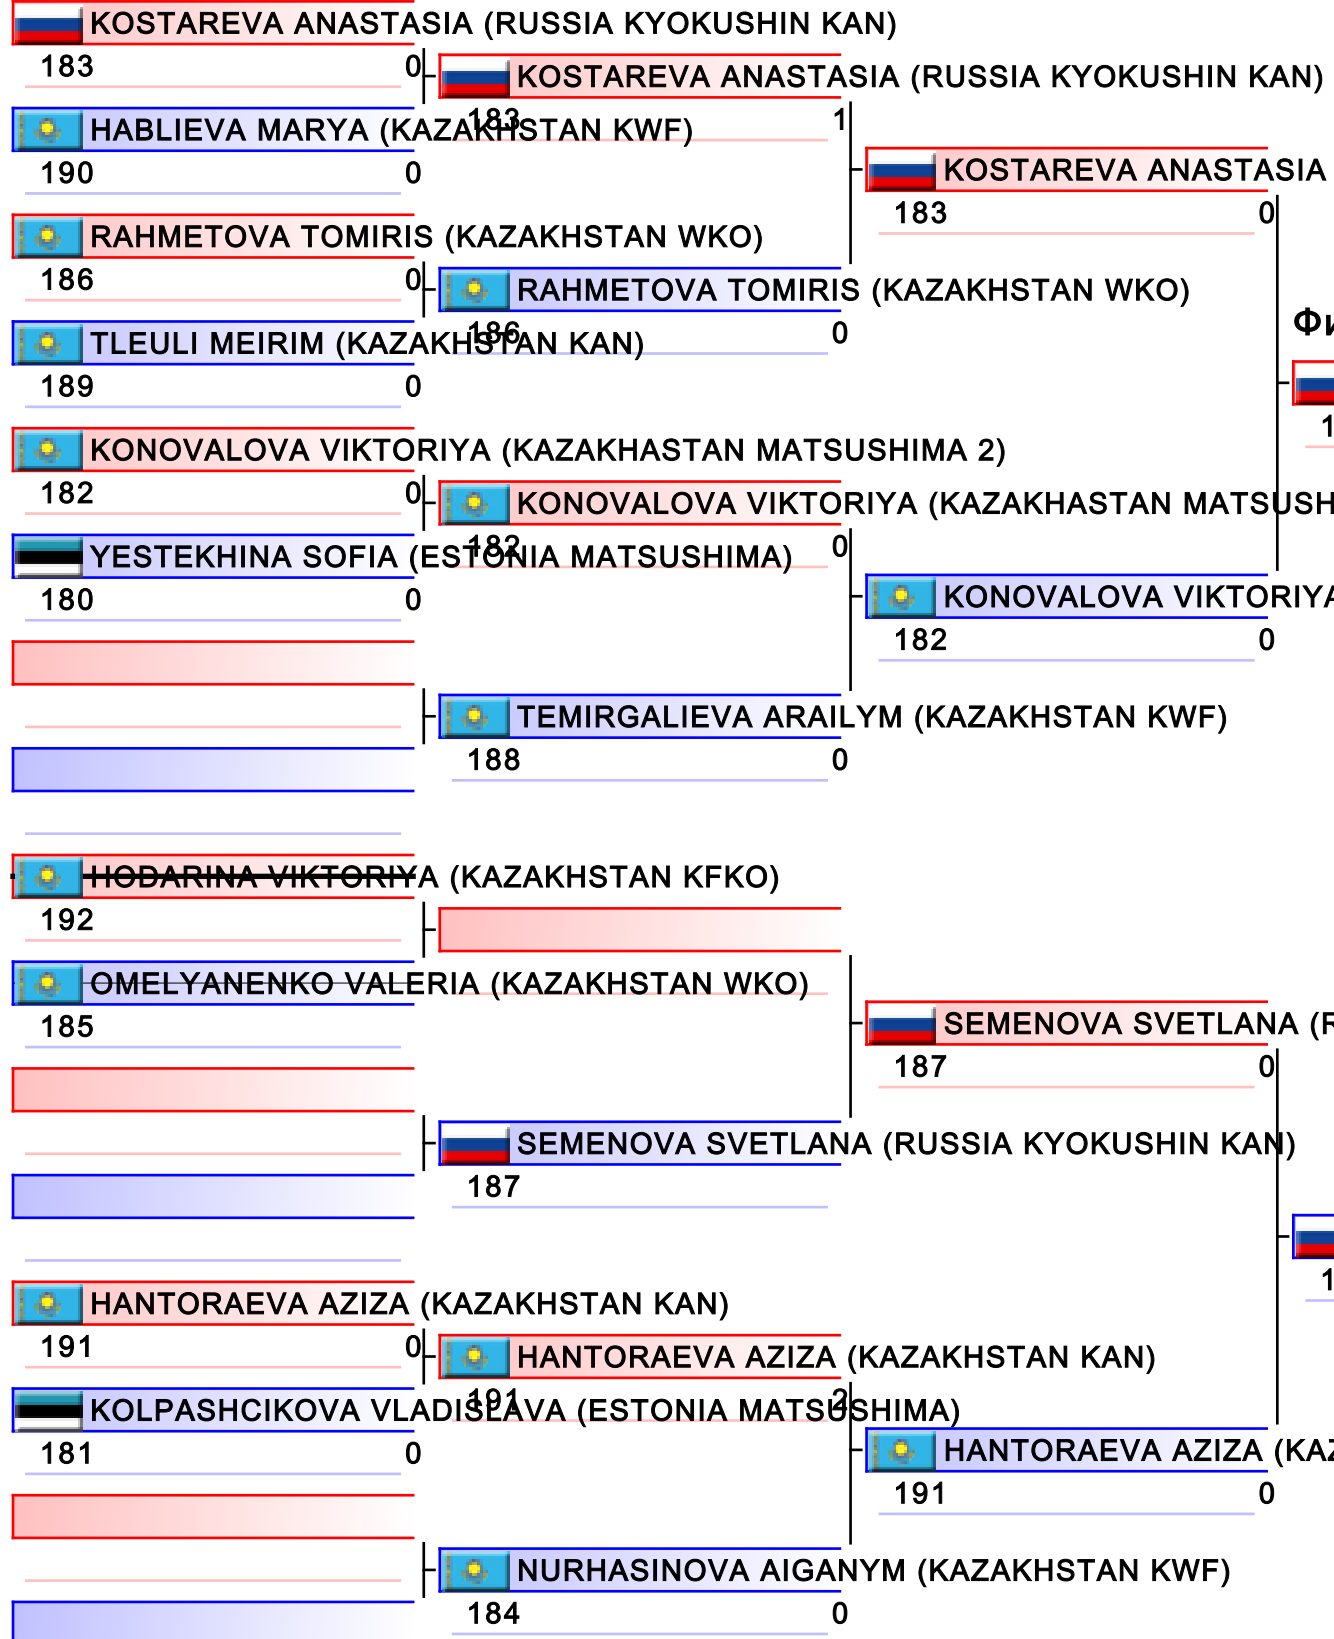 KOSTAREVA ANASTASIA (RUSSIA KYOKUSHIN KAN)
183 0
HABLIEVA MARYA (KAZAKHSTAN KWF)
190 0
RAHMETOVA TOMIRIS (KAZAKHSTAN WKO)
186 0
TLEULI MEIRIM (KAZAKHSTAN KAN)
189 0
KONOVALOVA VIKTORIYA (KAZAKHASTAN MATSUSHIMA 2)
182 0
YESTEKHINA SOFIA (ESTONIA MATSUSHIMA)
180 0
HODARINA VIKTORIYA (KAZAKHSTAN KFKO)
192
OMELYANENKO VALERIA (KAZAKHSTAN WKO)
185
HANTORAEVA AZIZA (KAZAKHSTAN KAN)
191 0
KOLPASHCIKOVA VLADISLAVA (ESTONIA MATSUSHIMA)
181 0
KOSTAREVA ANASTASIA (RUSSIA KYOKUSHIN KAN)
183 1
RAHMETOVA TOMIRIS (KAZAKHSTAN WKO)
186 0
KONOVALOVA VIKTORIYA (KAZAKHASTAN MATSUSH
182 0
TEMIRGALIEVA ARAILYM (KAZAKHSTAN KWF)
188 0
SEMENOVA SVETLANA (RUSSIA KYOKUSHIN KAN)
187
HANTORAEVA AZIZA (KAZAKHSTAN KAN)
191 2
NURHASINOVA AIGANYM (KAZAKHSTAN KWF)
184 0
KOSTAREVA ANASTASIA
183 0
KONOVALOVA VIKTORIYA
182 0
SEMENOVA SVETLANA (R
187 0
HANTORAEVA AZIZA (KAZ
191 0
Фи
1
1